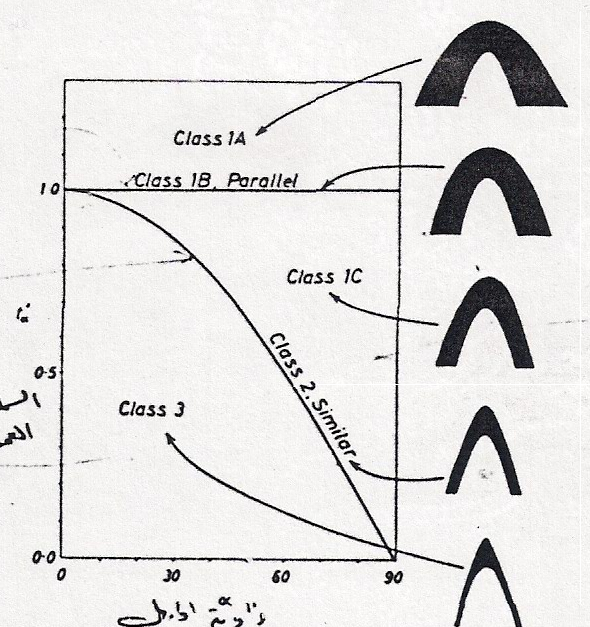 Class 1A
1.0
Class 1B, Parallel
Class 1C
t'α
0.5
Class 2, Similar
Class 3
0.0
0 30 60 90
α